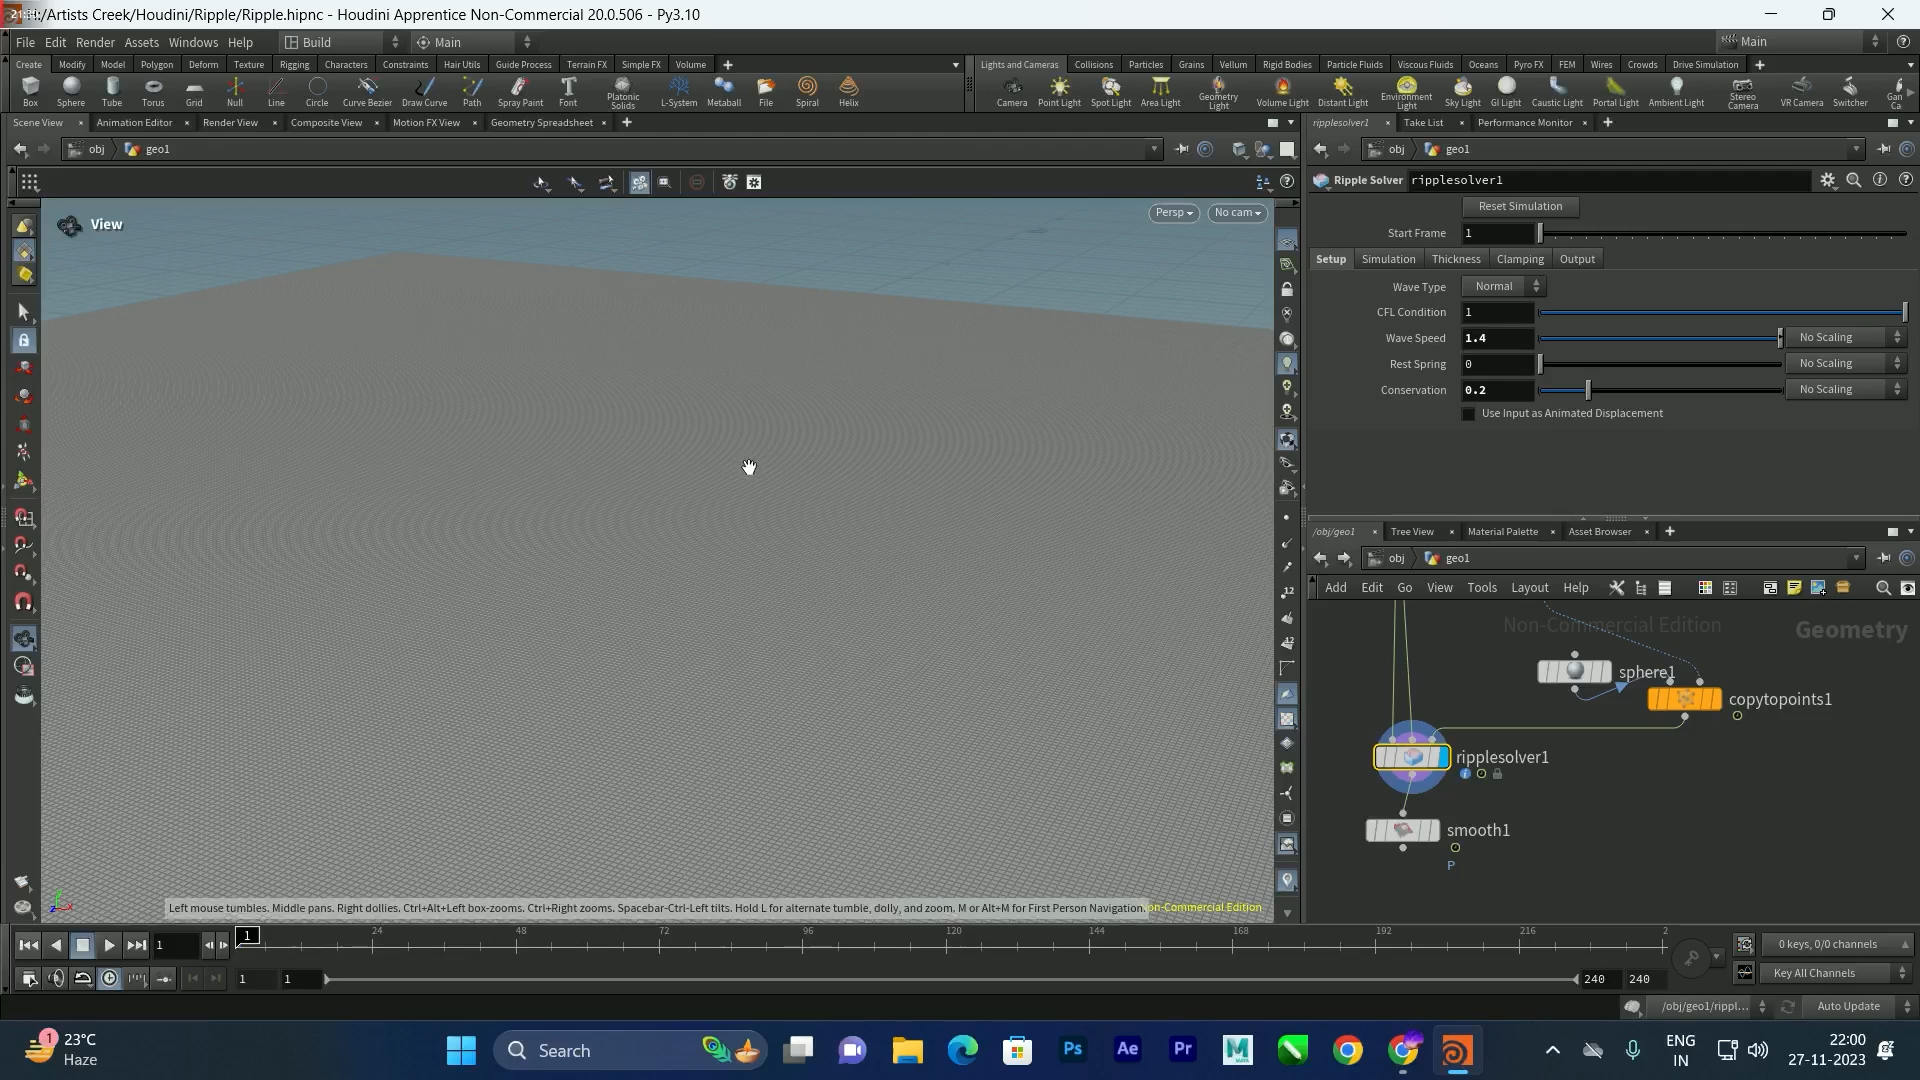 :/Artists Creek/Houdini/Ripple/Ripple.hipnc - Houdini Apprentice Non-Commercial 20.0.506 - Py3.10
File Edit Render Assets Windows Help Build Main Main
Create Modify Model Polygon Deform Texture Rigging Characters Constraints Hair Utils Guide Process Terrain FX Simple FX Volume
Lights and Cameras Collisions Particles Grains Vellum Rigid Bodies Particle Fluids Viscous Fluids Oceans Pyro FX FEM Wires Crowds Drive Simulation
Box Sphere Tube Torus Grid Null Line Circle Curve Bezier Draw Curve Path Spray Paint Font Platonic Solids L-System Metaball File Spiral Helix
Camera Point Light Spot Light Area Light Geometry Light Volume Light Distant Light Environment Light Sky Light GI Light Caustic Light Portal Light Ambient Light Stereo Camera VR Camera Switcher Gan Ca
Scene View Animation Editor Render View Composite View Motion FX View Geometry Spreadsheet
ripplesolver1 Take List Performance Monitor
obj geo1
obj geo1
Ripple Solver ripplesolver1
View Persp No cam
Reset Simulation
Start Frame 1
Setup Simulation Thickness Clamping Output
Wave Type Normal
CFL Condition 1
Wave Speed 1.4 No Scaling
Rest Spring 0 No Scaling
Conservation 0.2 No Scaling
Use Input as Animated Displacement
/obj/geo1 Tree View Material Palette Asset Browser
obj geo1
Add Edit Go View Tools Layout Help
Non-Commercial Edition Geometry
sphere1
copytopoints1
ripplesolver1
smooth1
P
Left mouse tumbles. Middle pans. Right dollies. Ctrl+Alt+Left box-zooms. Ctrl+Right zooms. Spacebar-Ctrl-Left tilts. Hold L for alternate tumble, dolly, and zoom. M or Alt+M for First Person Navigation.
on-Commercial Edition
1 1 24 48 72 96 120 144 168 192 216 2
0 keys, 0/0 channels
1 1 240 240
Key All Channels
/obj/geo1/rippl... Auto Update
1
23°C
Haze
Search
Ps Ae Pr M
ENG
IN
22:00
27-11-2023